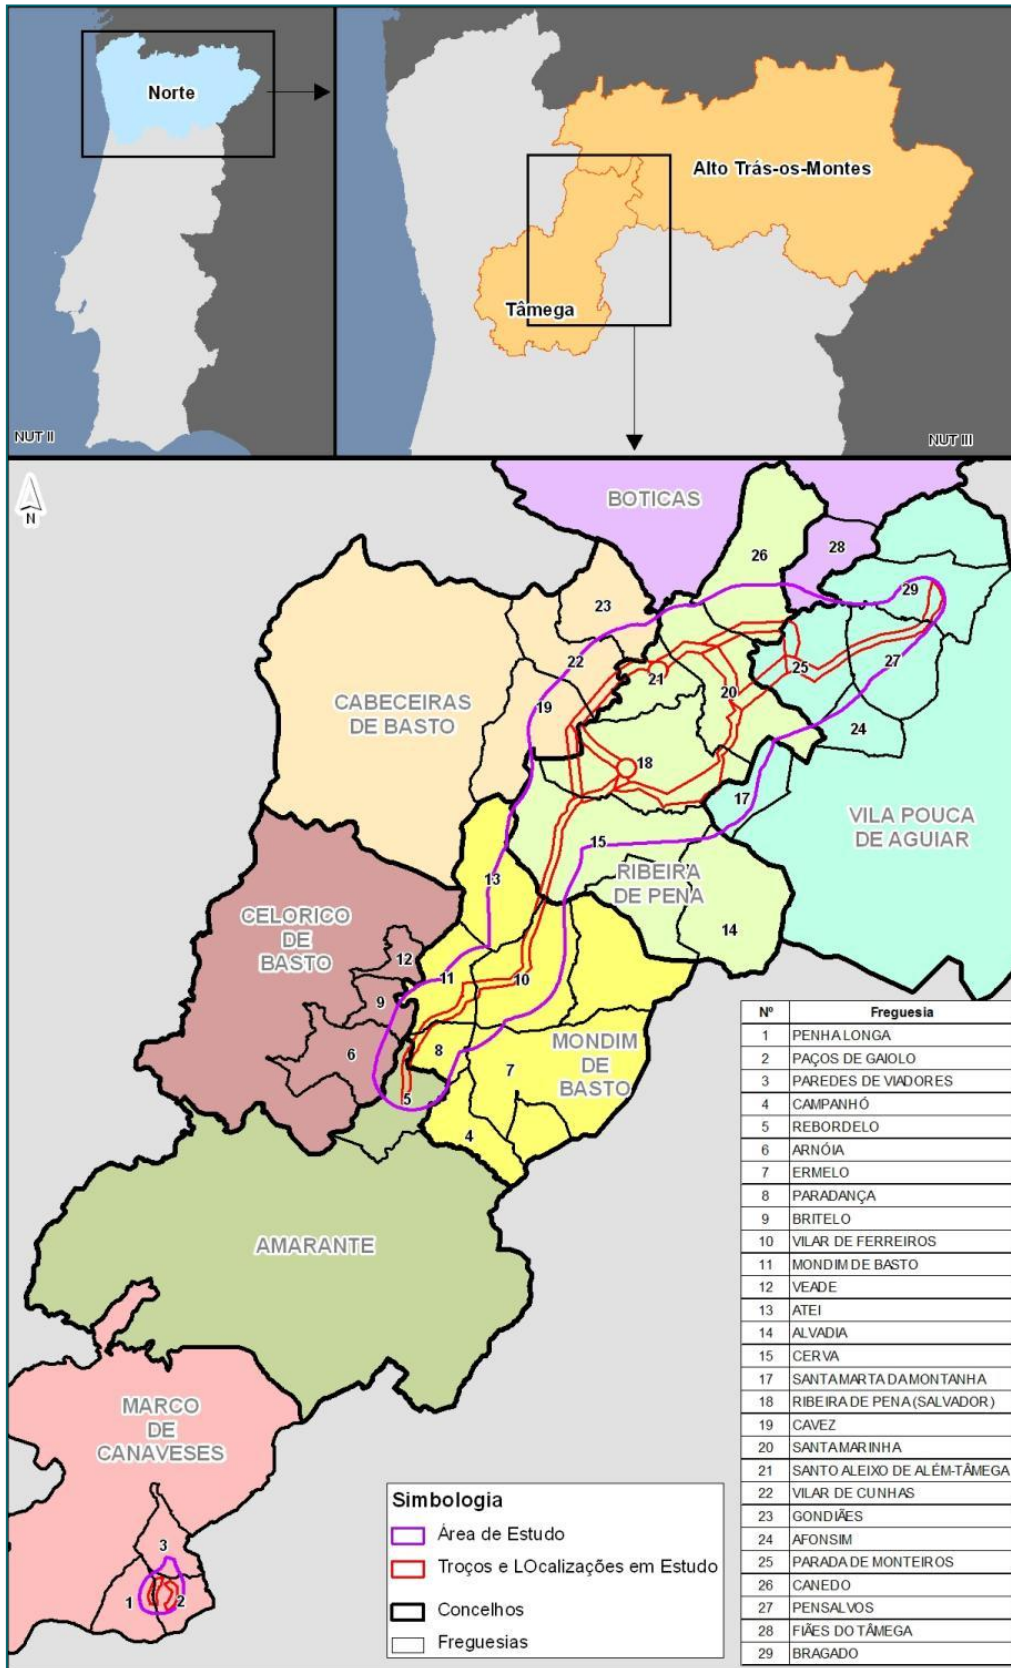 Norte
NUT II
Alto Trás-os-Montes
Tâmega
NUT III
N
BOTICAS
26
28
29
23
22
21
20
25
27
19
24
CABECEIRAS
DE BASTO
18
17
VILA POUCA
DE AGUIAR
15
13
RIBEIRA
DE PENA
14
CELORICO
DE
BASTO
12
11
10
9
8
6
7
MONDIM
DE
BASTO
5
4
AMARANTE
MARCO
DE
CANAVESES
3
1
2
Simbologia
Área de Estudo
Troços e LOcalizações em Estudo
Concelhos
Freguesias
Nº Freguesia
1 PENHALONGA
2 PAÇOS DE GAIOLO
3 PAREDES DE VIADORES
4 CAMPANHÓ
5 REBORDELO
6 ARNÓIA
7 ERMELO
8 PARADANÇA
9 BRITELO
10 VILAR DE FERREIROS
11 MONDIM DE BASTO
12 VEADE
13 ATEI
14 ALVADIA
15 CERVA
17 SANTA MARTA DA MONTANHA
18 RIBEIRA DE PENA (SALVADOR)
19 CAVEZ
20 SANTA MARINHA
21 SANTO ALEIXO DE ALÉM-TÂMEGA
22 VILAR DE CUNHAS
23 GONDIÃES
24 AFONSIM
25 PARADA DE MONTEIROS
26 CANEDO
27 PENSALVOS
28 FIÃES DO TÂMEGA
29 BRAGADO